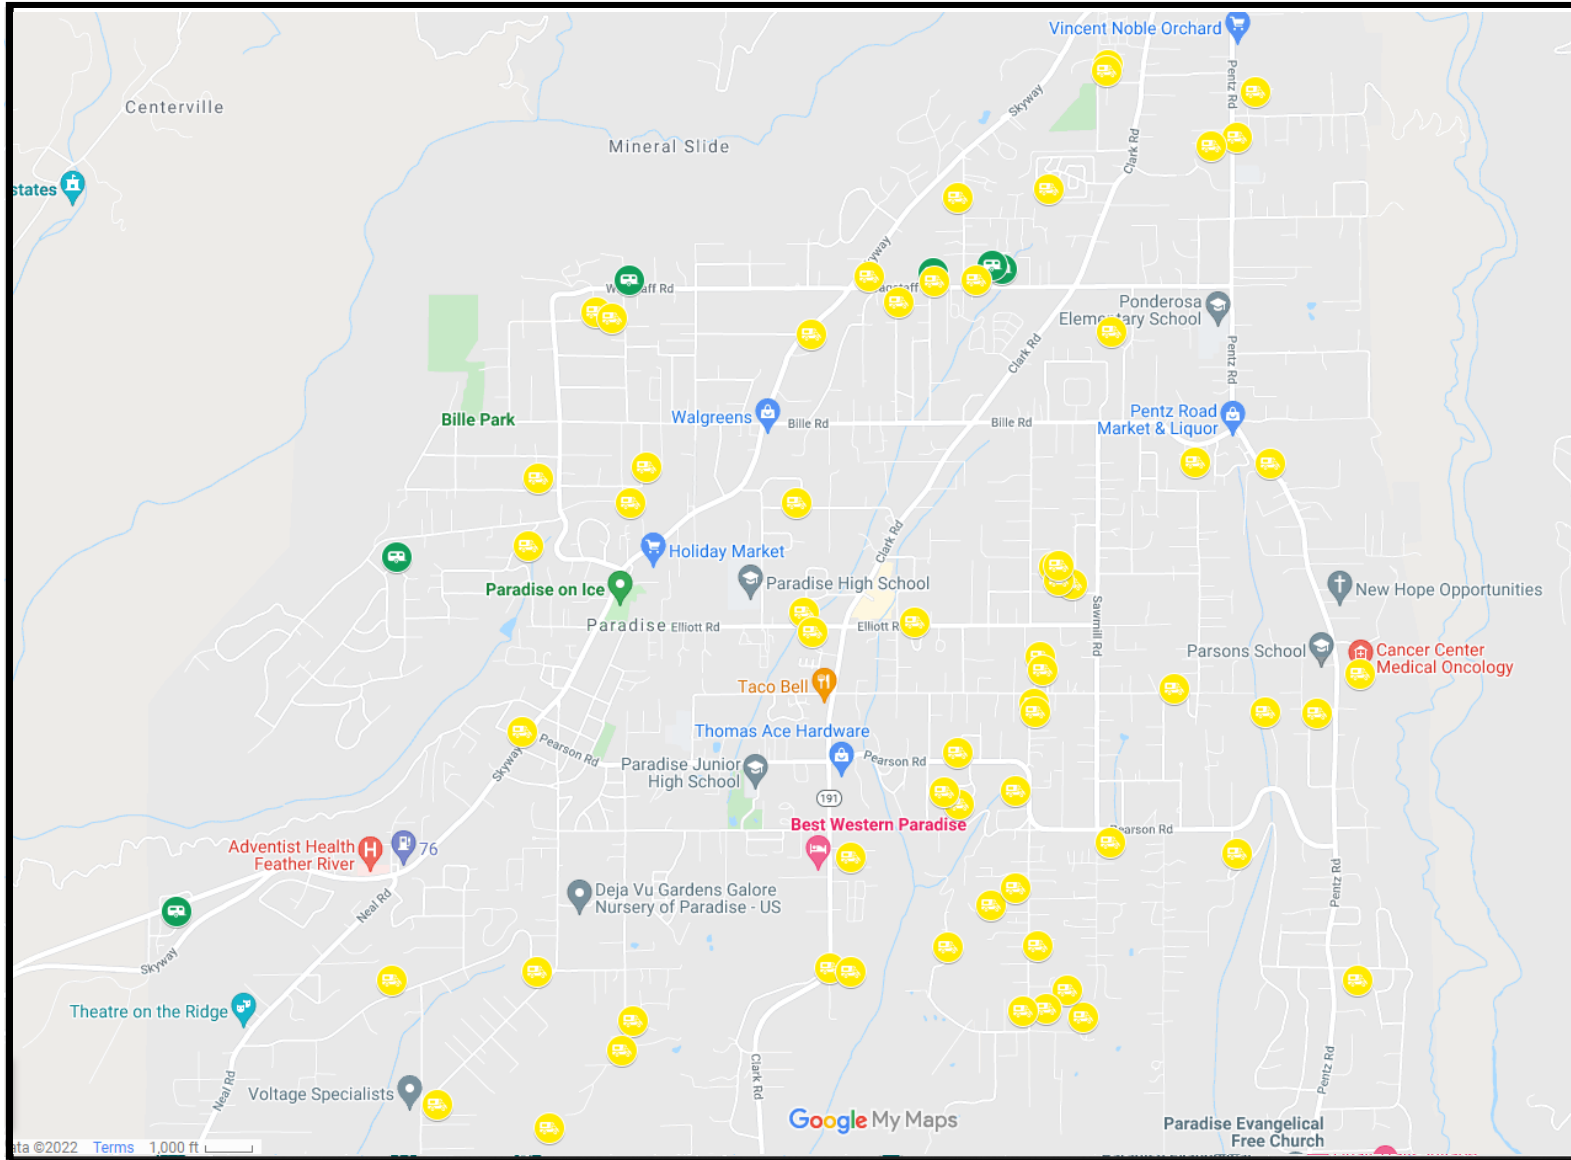 Vincent Noble Orchard
Pentz Rd
Skyway
Centerville
Clark Rd
Mineral Slide
states
Ponderosa
Elementary School
Clark Rd
Pentz Rd
Bille Park
Walgreens
Bille Rd
Bille Rd
Pentz Road
Market & Liquor
Holiday Market
Clark Rd
Paradise on Ice
Paradise High School
New Hope Opportunities
Paradise
Elliott Rd
Elliott R
Sawmill Rd
Parsons School
Cancer Center
Medical Oncology
Taco Bell
Thomas Ace Hardware
Skyway
Pearson Rd
Pearson Rd
Paradise Junior
High School
191
Best Western Paradise
Pearson Rd
Adventist Health
Feather River
H
76
Neal Rd
Deja Vu Gardens Galore
Nursery of Paradise - US
Pentz Rd
Skyway
Theatre on the Ridge
Neal Rd
Voltage Specialists
Clark Rd
Pentz Rd
Google My Maps
Paradise Evangelical
Free Church
ata ©2022
Terms
1,000 ft